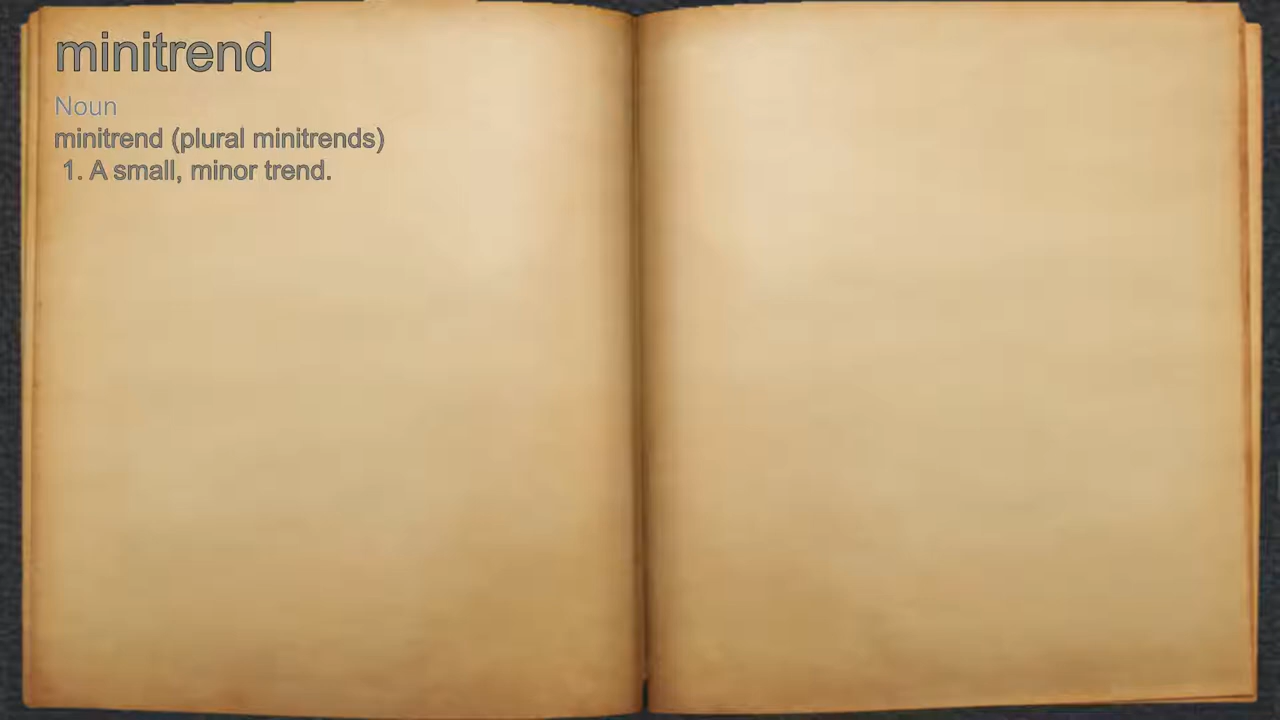 minitrend
Noun
minitrend (plural minitrends)
1. A small, minor trend.